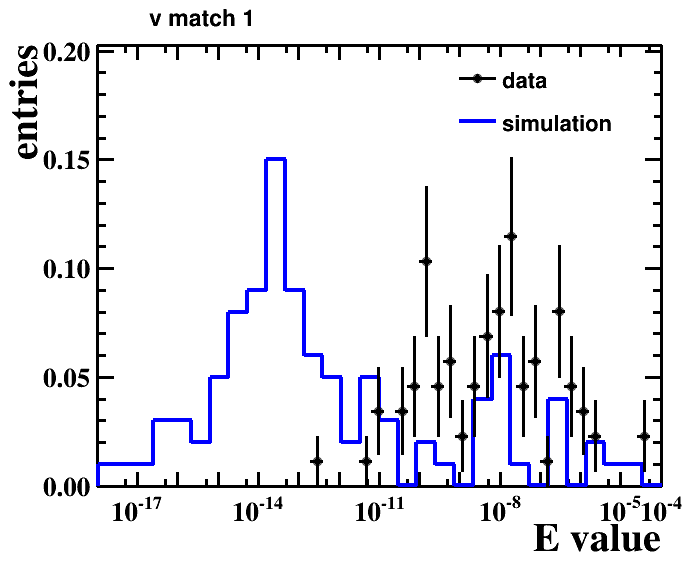 v match 1
entries
0.20
0.15
0.10
0.05
0.00
data
simulation
10⁻¹⁷ 10⁻¹⁴ 10⁻¹¹ 10⁻⁸ 10⁻⁵ 10⁻⁴
E value